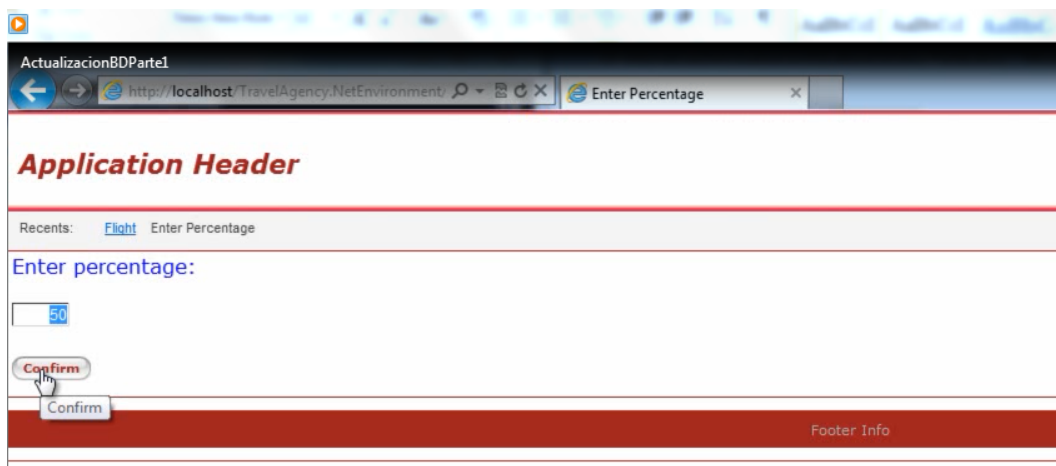 ActualizacionBDParte1
http://localhost/TravelAgency.NetEnvironment/
Enter Percentage
Application Header
Recents: Flight Enter Percentage
Enter percentage:
50
Confirm
Confirm
Footer Info